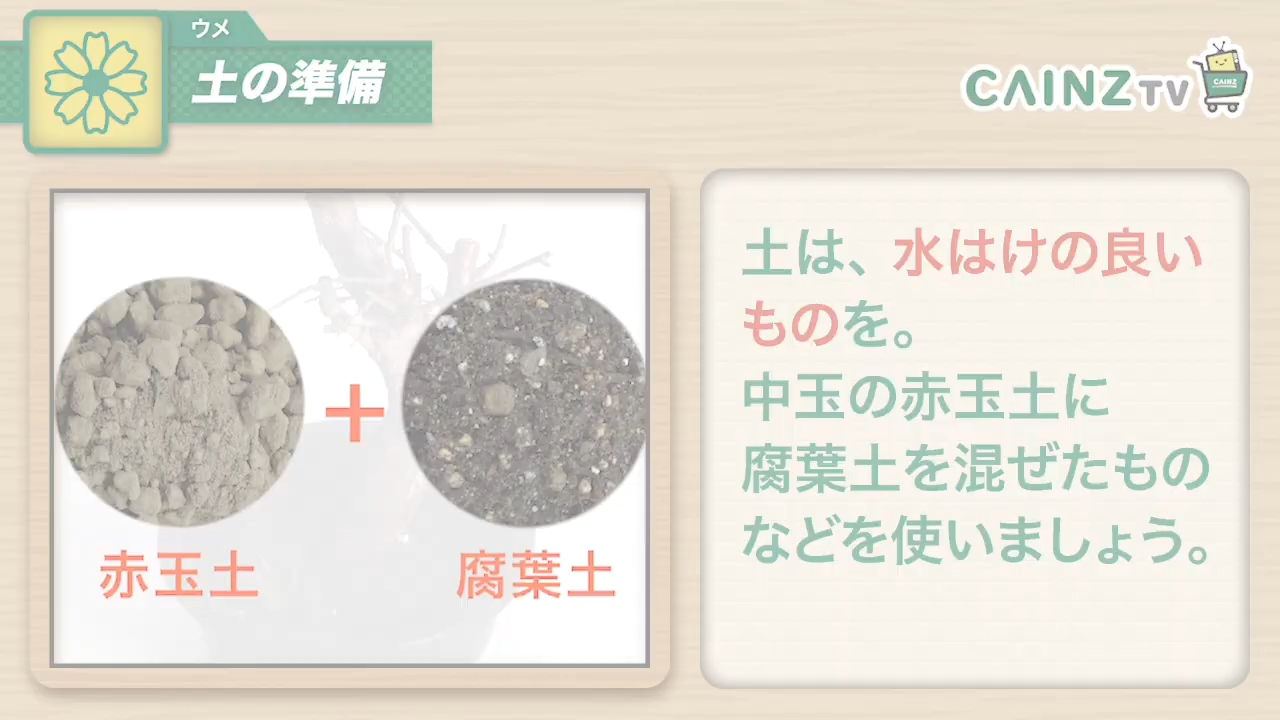 ウメ
土の準備
CAINZ TV
CAINZ
土は、水はけの良い
ものを。
中玉の赤玉土に
腐葉土を混ぜたもの
などを使いましょう。
+
赤玉土
腐葉土